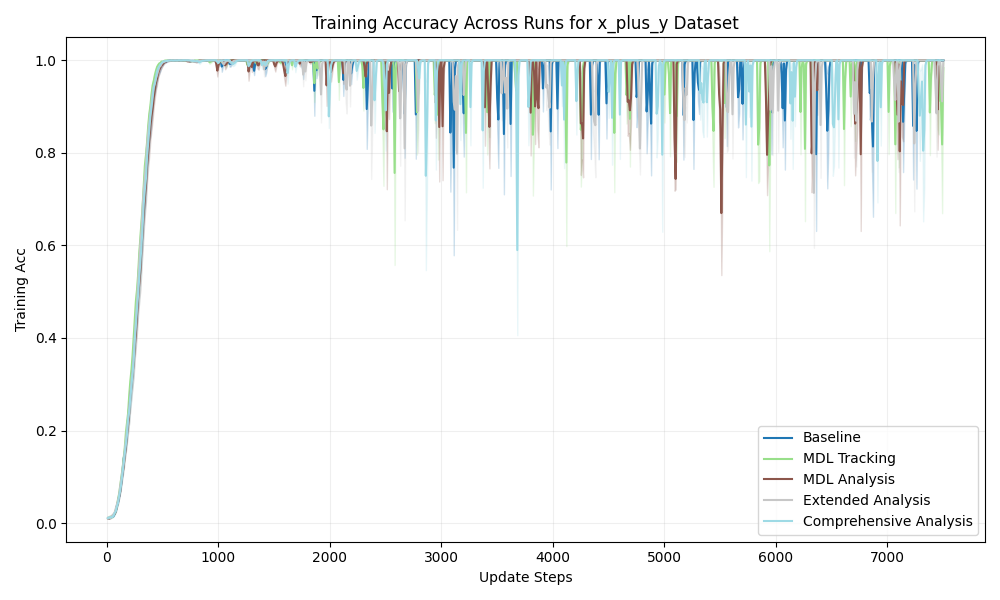 Training Accuracy Across Runs for x_plus_y Dataset
Training Acc
1.0
0.8
0.6
0.4
0.2
0.0
0
1000
2000
3000
4000
5000
6000
7000
Update Steps
Baseline
MDL Tracking
MDL Analysis
Extended Analysis
Comprehensive Analysis